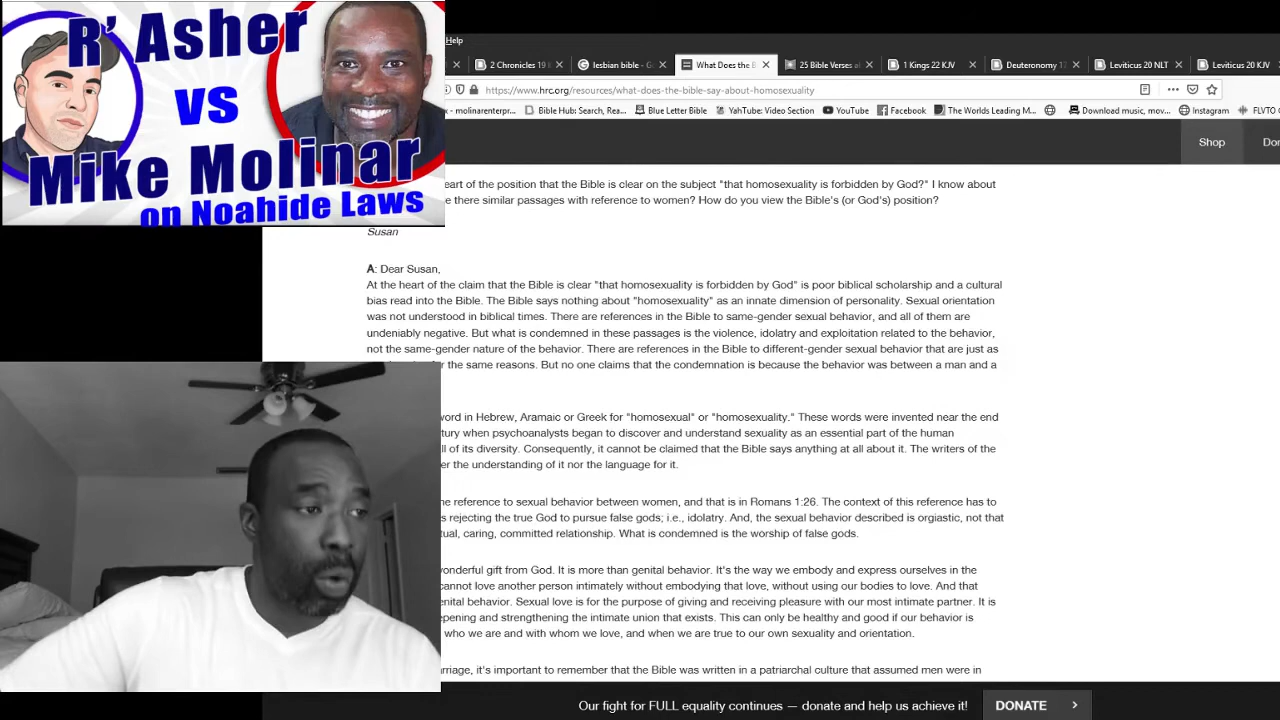 R' Asher
vs
Mike Molinar
on Noahide Laws
Help
2 Chronicles 19
lesbian bible - G
What Does the B
25 Bible Verses a
1 Kings 22 KJV
Deuteronomy 1
Leviticus 20 NLT
Leviticus 20 KJV
https://www.hrc.org/resources/what-does-the-bible-say-about-homosexuality
- molinarenterpr...
Bible Hub: Search, Rea...
Blue Letter Bible
YahTube: Video Section
YouTube
Facebook
The Worlds Leading M...
Download music, mov...
Instagram
FLVTO
Shop
Don
eart of the position that the Bible is clear on the subject "that homosexuality is forbidden by God?" I know about
e there similar passages with reference to women? How do you view the Bible's (or God's) position?
Susan
A: Dear Susan,
At the heart of the claim that the Bible is clear "that homosexuality is forbidden by God" is poor biblical scholarship and a cultural
bias read into the Bible. The Bible says nothing about "homosexuality" as an innate dimension of personality. Sexual orientation
was not understood in biblical times. There are references in the Bible to same-gender sexual behavior, and all of them are
undeniably negative. But what is condemned in these passages is the violence, idolatry and exploitation related to the behavior,
not the same-gender nature of the behavior. There are references in the Bible to different-gender sexual behavior that are just as
r the same reasons. But no one claims that the condemnation is because the behavior was between a man and a
word in Hebrew, Aramaic or Greek for "homosexual" or "homosexuality." These words were invented near the end
tury when psychoanalysts began to discover and understand sexuality as an essential part of the human
ll of its diversity. Consequently, it cannot be claimed that the Bible says anything at all about it. The writers of the
er the understanding of it nor the language for it.
ne reference to sexual behavior between women, and that is in Romans 1:26. The context of this reference has to
s rejecting the true God to pursue false gods; i.e., idolatry. And, the sexual behavior described is orgiastic, not that
tual, caring, committed relationship. What is condemned is the worship of false gods.
onderful gift from God. It is more than genital behavior. It's the way we embody and express ourselves in the
cannot love another person intimately without embodying that love, without using our bodies to love. And that
enital behavior. Sexual love is for the purpose of giving and receiving pleasure with our most intimate partner. It is
epening and strengthening the intimate union that exists. This can only be healthy and good if our behavior is
who we are and with whom we love, and when we are true to our own sexuality and orientation.
arriage, it's important to remember that the Bible was written in a patriarchal culture that assumed men were in
Our fight for FULL equality continues — donate and help us achieve it!
DONATE